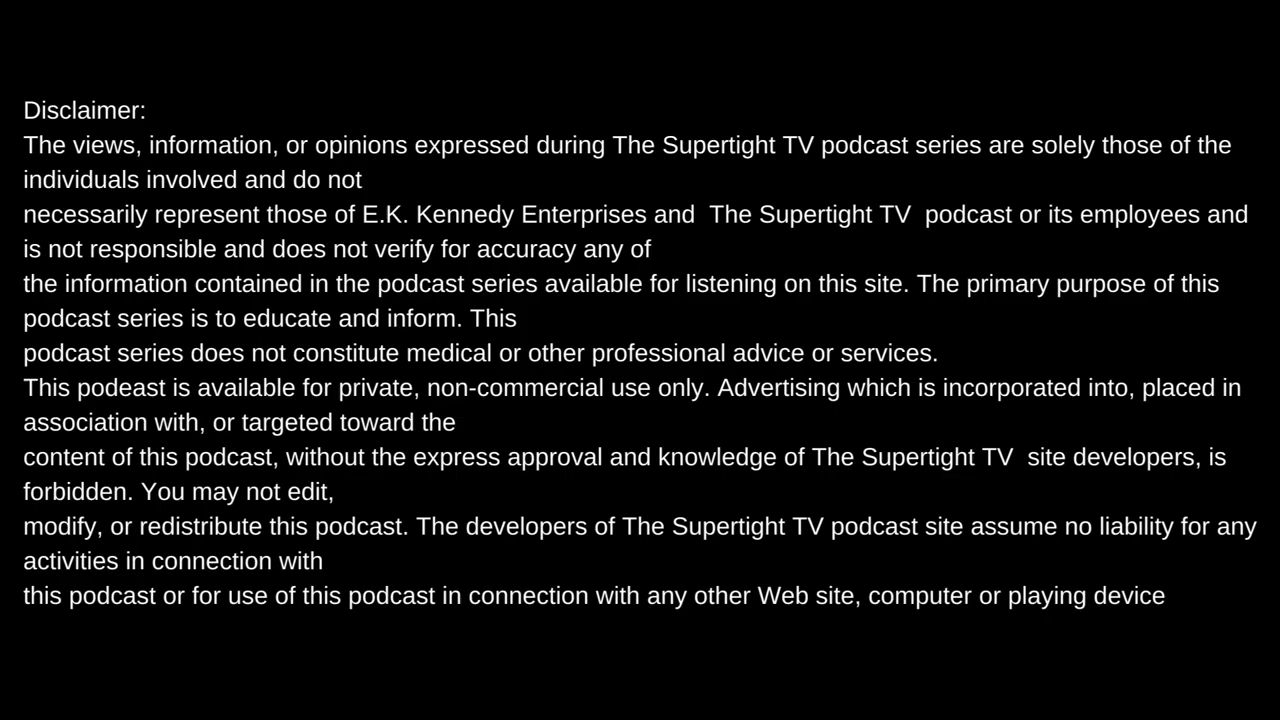 Disclaimer:
The views, information, or opinions expressed during The Supertight TV podcast series are solely those of the
individuals involved and do not
necessarily represent those of E.K. Kennedy Enterprises and  The Supertight TV  podcast or its employees and
is not responsible and does not verify for accuracy any of
the information contained in the podcast series available for listening on this site. The primary purpose of this
podcast series is to educate and inform. This
podcast series does not constitute medical or other professional advice or services.
This podeast is available for private, non-commercial use only. Advertising which is incorporated into, placed in
association with, or targeted toward the
content of this podcast, without the express approval and knowledge of The Supertight TV  site developers, is
forbidden. You may not edit,
modify, or redistribute this podcast. The developers of The Supertight TV podcast site assume no liability for any
activities in connection with
this podcast or for use of this podcast in connection with any other Web site, computer or playing device